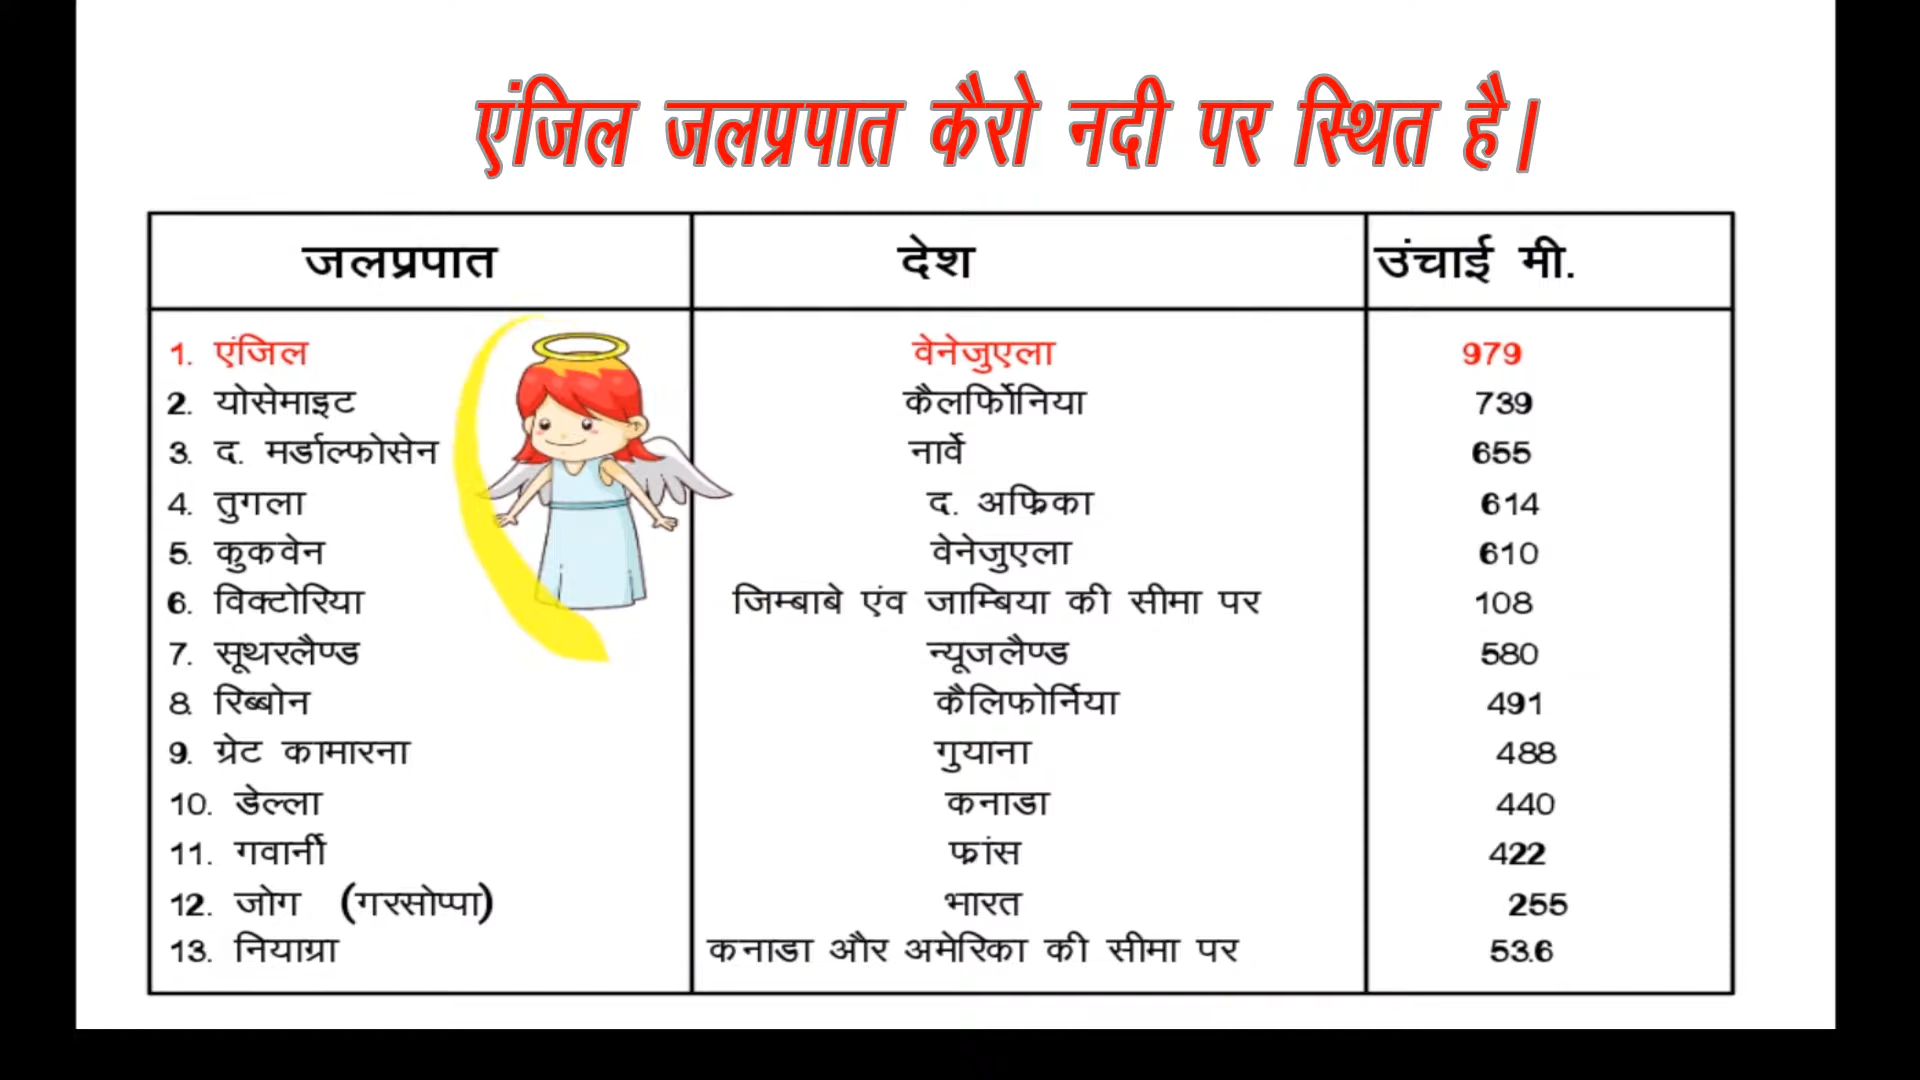 एंजिल जलप्रपात कैरो नदी पर स्थित है।
जलप्रपात देश उंचाई मी.
1. एंजिल वेनेजुएला 979
2. योसेमाइट कैलर्फोिनिया 739
3. द. मर्डाल्फोसेन नार्वे 655
4. तुगला द. अफ्रिका 614
5. कुकवेन वेनेजुएला 610
6. विक्टोरिया जिम्बाबे एंव जाम्बिया की सीमा पर 108
7. सूथरलैण्ड न्यूजलैण्ड 580
8. रिब्बोन कैलिफोर्निया 491
9. ग्रेट कामारना गुयाना 488
10. डेल्ला कनाडा 440
11. गवार्नी फ्रांस 422
12. जोग (गरसोप्पा) भारत 255
13. नियाग्रा कनाडा और अमेरिका की सीमा पर 53.6